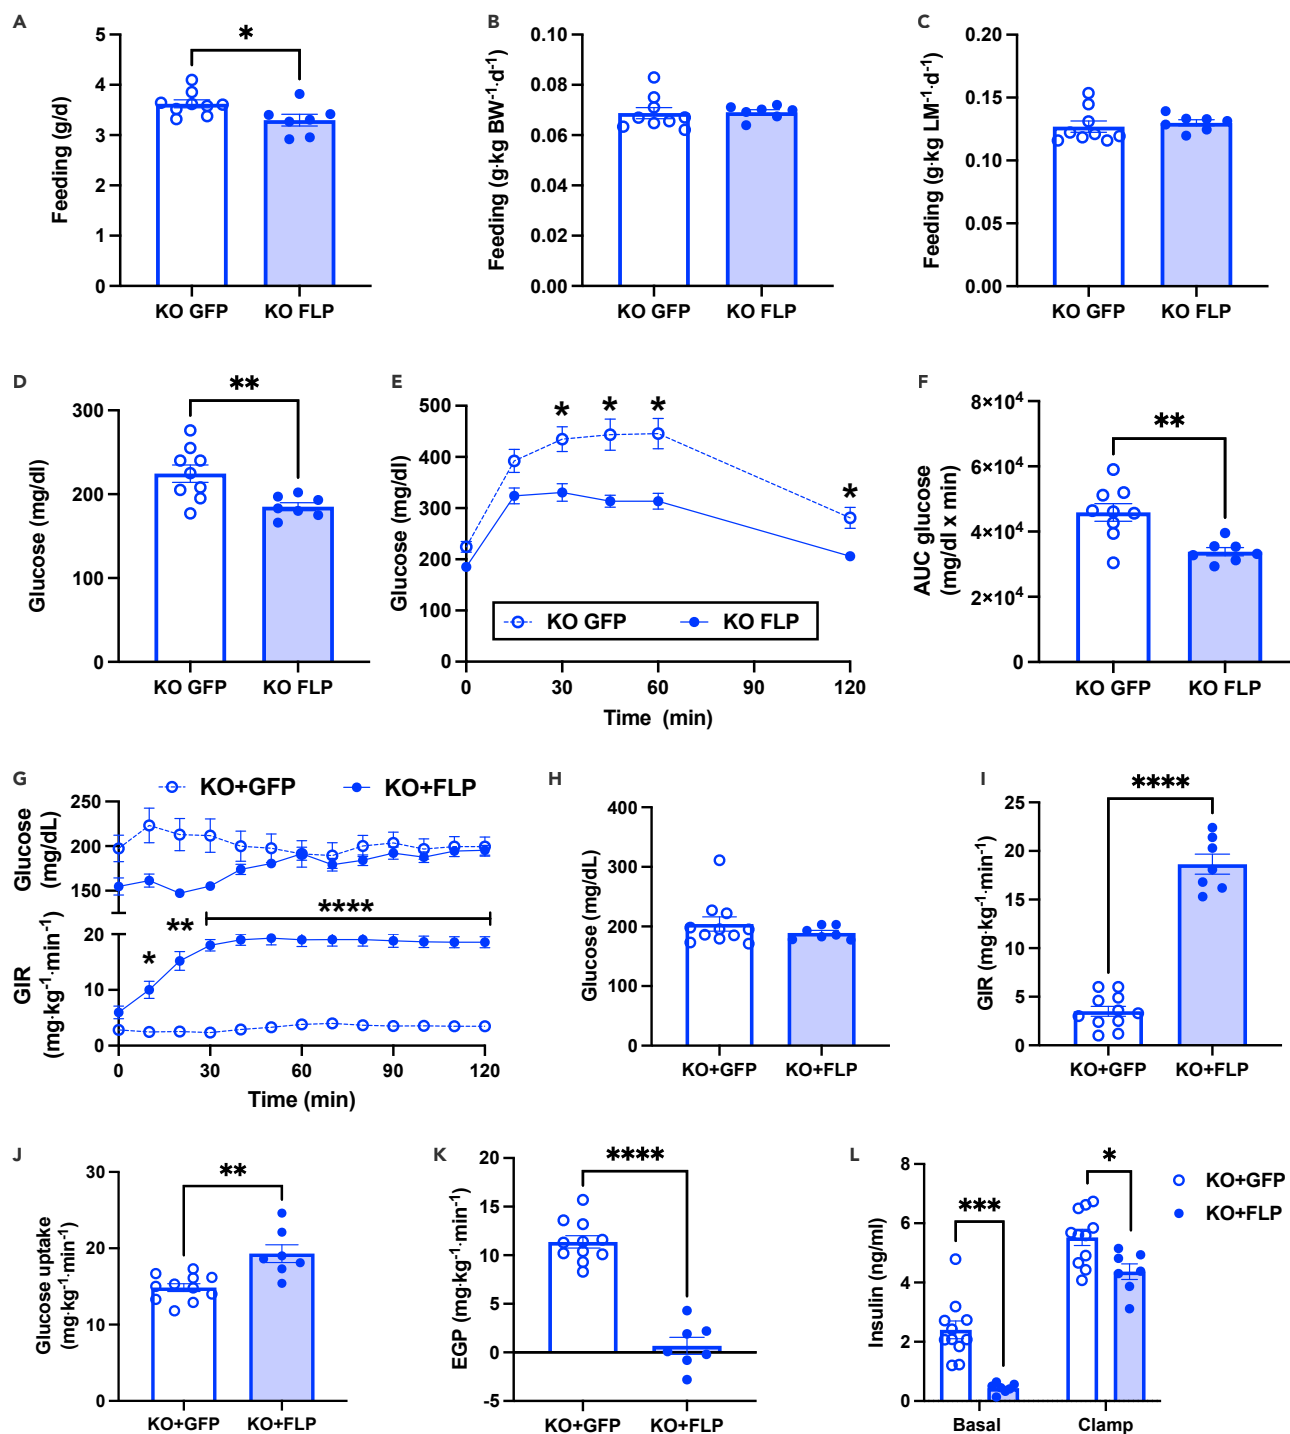 A
Feeding (g/d)
5
4
3
2
1
0
*
KO GFP
KO FLP
B
Feeding (g·kg BW⁻¹·d⁻¹)
0.10
0.08
0.06
0.04
0.02
0.00
KO GFP
KO FLP
C
Feeding (g·kg LM⁻¹·d⁻¹)
0.20
0.15
0.10
0.05
0.00
KO GFP
KO FLP
D
Glucose (mg/dl)
300
200
100
0
**
KO GFP
KO FLP
E
Glucose (mg/dl)
500
400
300
200
100
0
* * * *
KO GFP
KO FLP
0 30 60 90 120
Time (min)
F
AUC glucose
(mg/dl x min)
8×10⁴
6×10⁴
4×10⁴
2×10⁴
0
**
KO GFP
KO FLP
G
KO+GFP
KO+FLP
Glucose
(mg/dL)
250
200
150
GIR
(mg·kg⁻¹·min⁻¹)
20
10
0
* ** ****
0 30 60 90 120
Time (min)
H
Glucose (mg/dL)
400
300
200
100
0
KO+GFP
KO+FLP
I
GIR (mg·kg⁻¹·min⁻¹)
25
20
15
10
5
0
****
KO+GFP
KO+FLP
J
Glucose uptake
(mg·kg⁻¹·min⁻¹)
30
20
10
0
**
KO+GFP
KO+FLP
K
EGP (mg·kg⁻¹·min⁻¹)
20
15
10
5
0
-5
****
KO+GFP
KO+FLP
L
Insulin (ng/ml)
8
6
4
2
0
***
*
KO+GFP
KO+FLP
Basal
Clamp